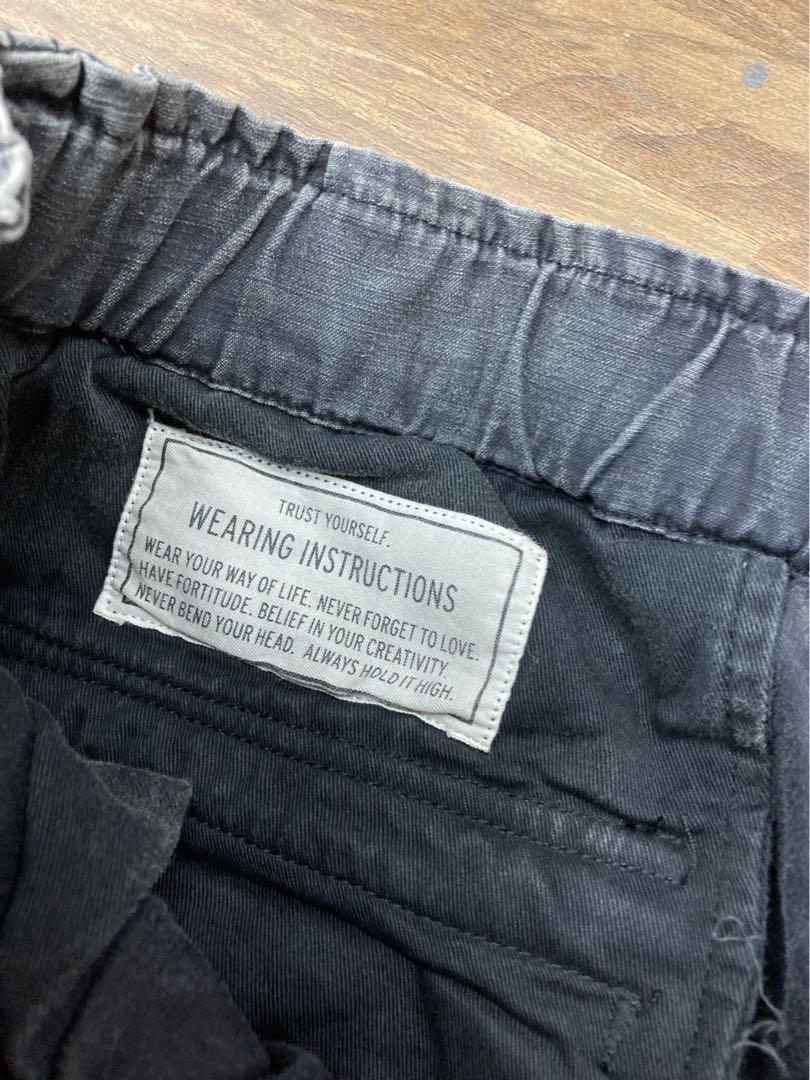 TRUST YOURSELF.
WEARING INSTRUCTIONS
WEAR YOUR WAY OF LIFE. NEVER FORGET TO LOVE.
HAVE FORTITUDE. BELIEF IN YOUR CREATIVITY.
NEVER BEND YOUR HEAD. ALWAYS HOLD IT HIGH.